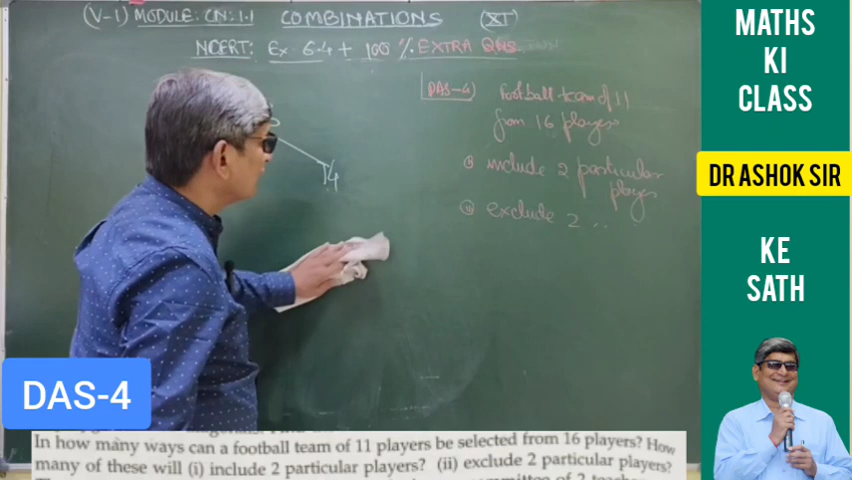 (V-1) MODULE: CN: 1.1 COMBINATIONS (XI)
NCERT: Ex 6.4 + 100 % EXTRA QNS
DAS-4) Football team of 11
from 16 players
(i) include 2 particular
player
(ii) exclude 2 ...
14
MATHS
KI
CLASS
DR ASHOK SIR
KE
SATH
DAS-4
In how many ways can a football team of 11 players be selected from 16 players? How
many of these will (i) include 2 particular players? (ii) exclude 2 particular players?